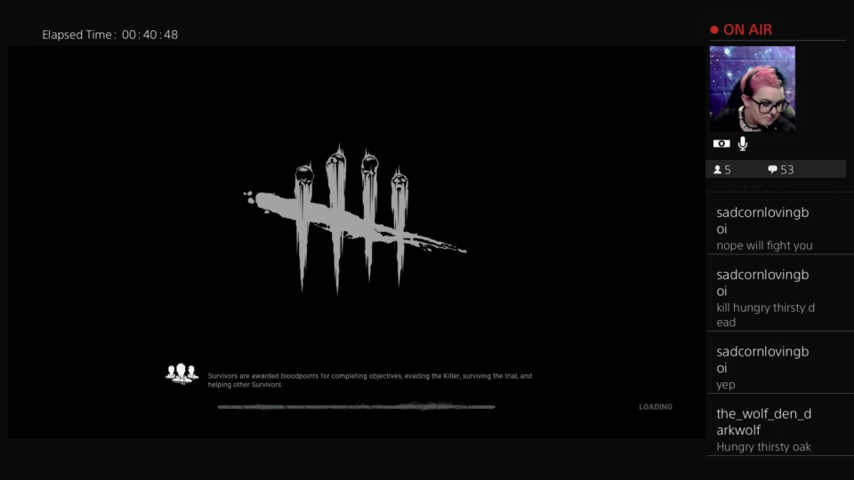 Elapsed Time: 00:40:48
ON AIR
5
53
sadcornlovingb
oi
nope will fight you
sadcornlovingb
oi
kill hungry thirsty d
ead
sadcornlovingb
oi
yep
the_wolf_den_d
arkwolf
Hungry thirsty oak
Survivors are awarded bloodpoints for completing objectives, evading the Killer, surviving the trial, and
helping other Survivors.
LOADING